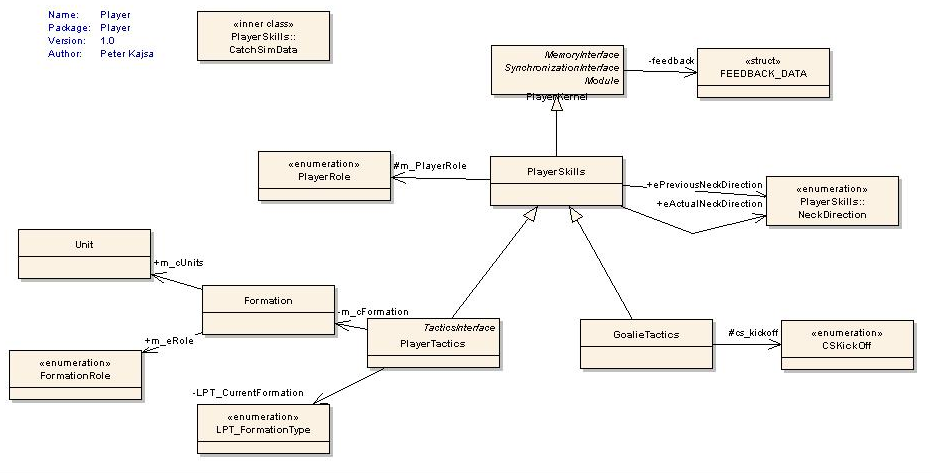 Name: Player
Package: Player
Version: 1.0
Author: Peter Kajsa
«inner class»
PlayerSkills::
CatchSimData
MemoryInterface
SynchronizationInterface
Module
PlayerKernel
-feedback
«struct»
FEEDBACK_DATA
«enumeration»
PlayerRole
#m_PlayerRole
PlayerSkills
+ePreviousNeckDirection
+eActualNeckDirection
«enumeration»
PlayerSkills::
NeckDirection
Unit
+m_cUnits
Formation
-m_cFormation
+m_eRole
«enumeration»
FormationRole
TacticsInterface
PlayerTactics
GoalieTactics
#cs_kickoff
«enumeration»
CSKickOff
-LPT_CurrentFormation
«enumeration»
LPT_FormationType